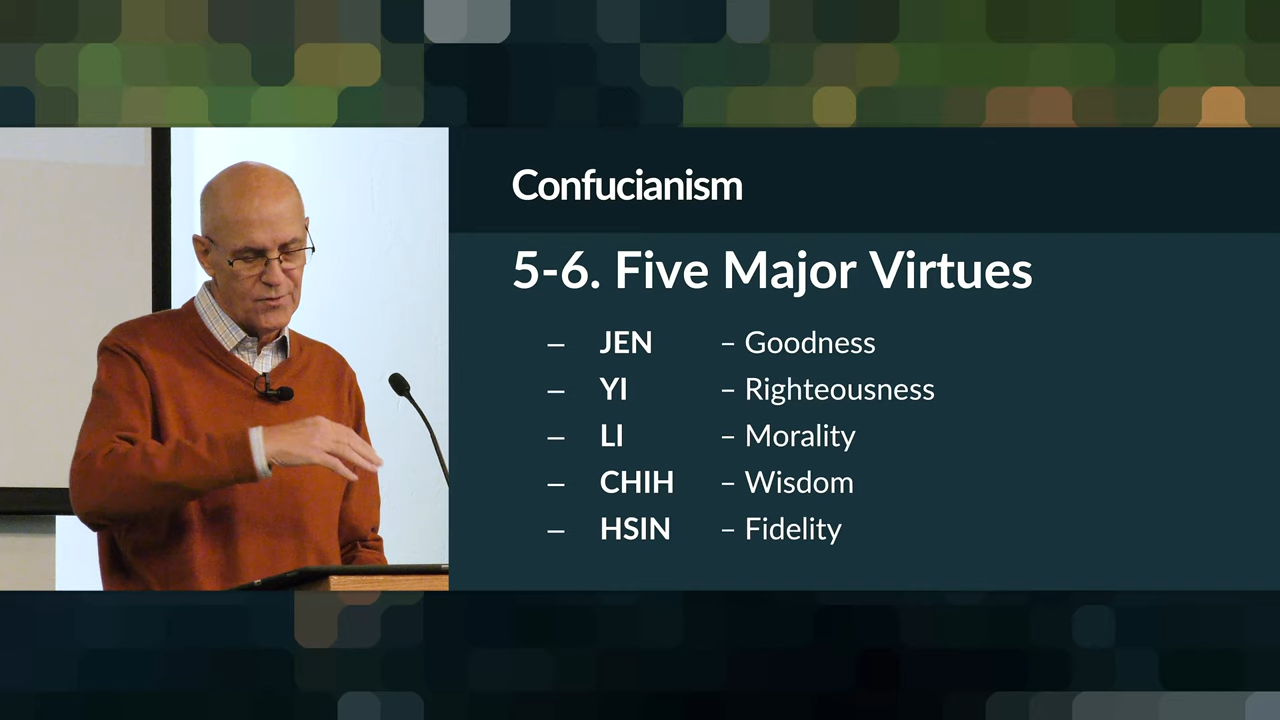 Confucianism
5-6. Five Major Virtues
– JEN – Goodness
– YI – Righteousness
– LI – Morality
– CHIH – Wisdom
– HSIN – Fidelity